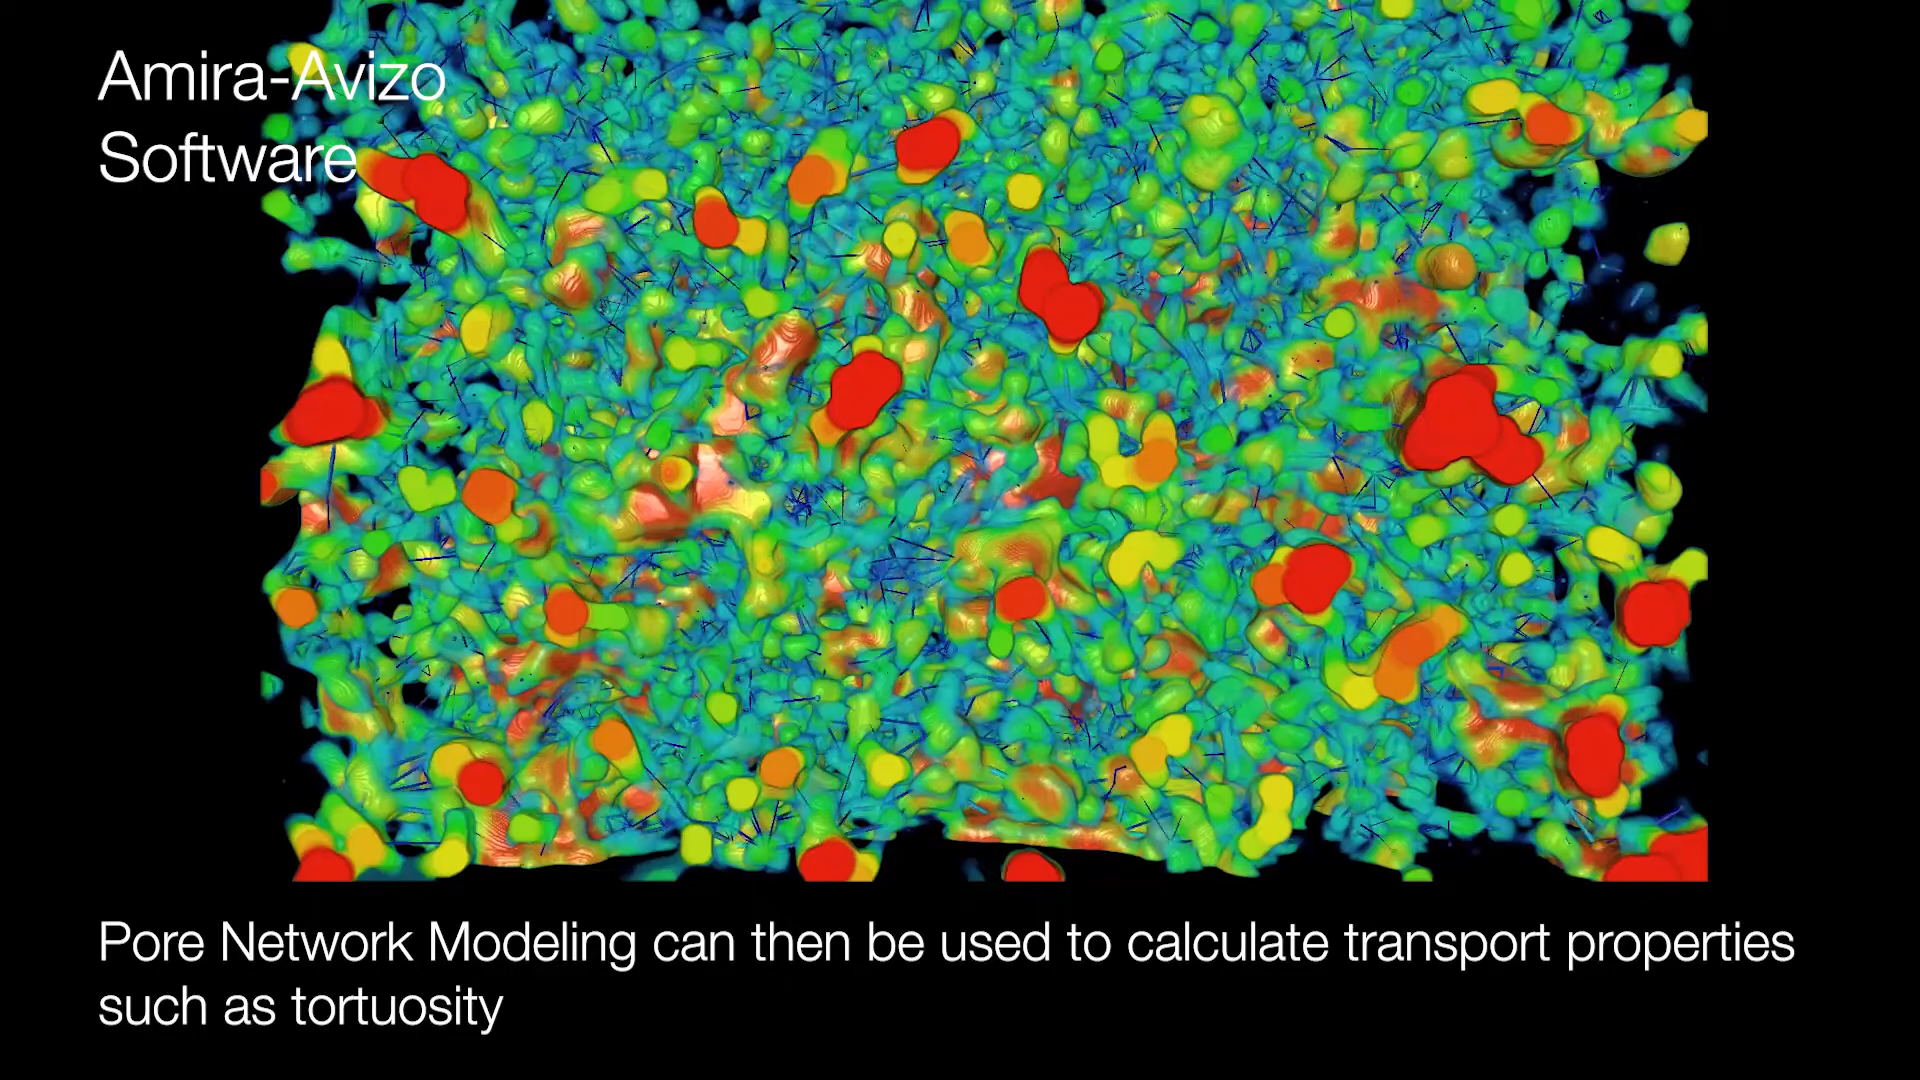 Amira-Avizo
Software
Pore Network Modeling can then be used to calculate transport properties
such as tortuosity